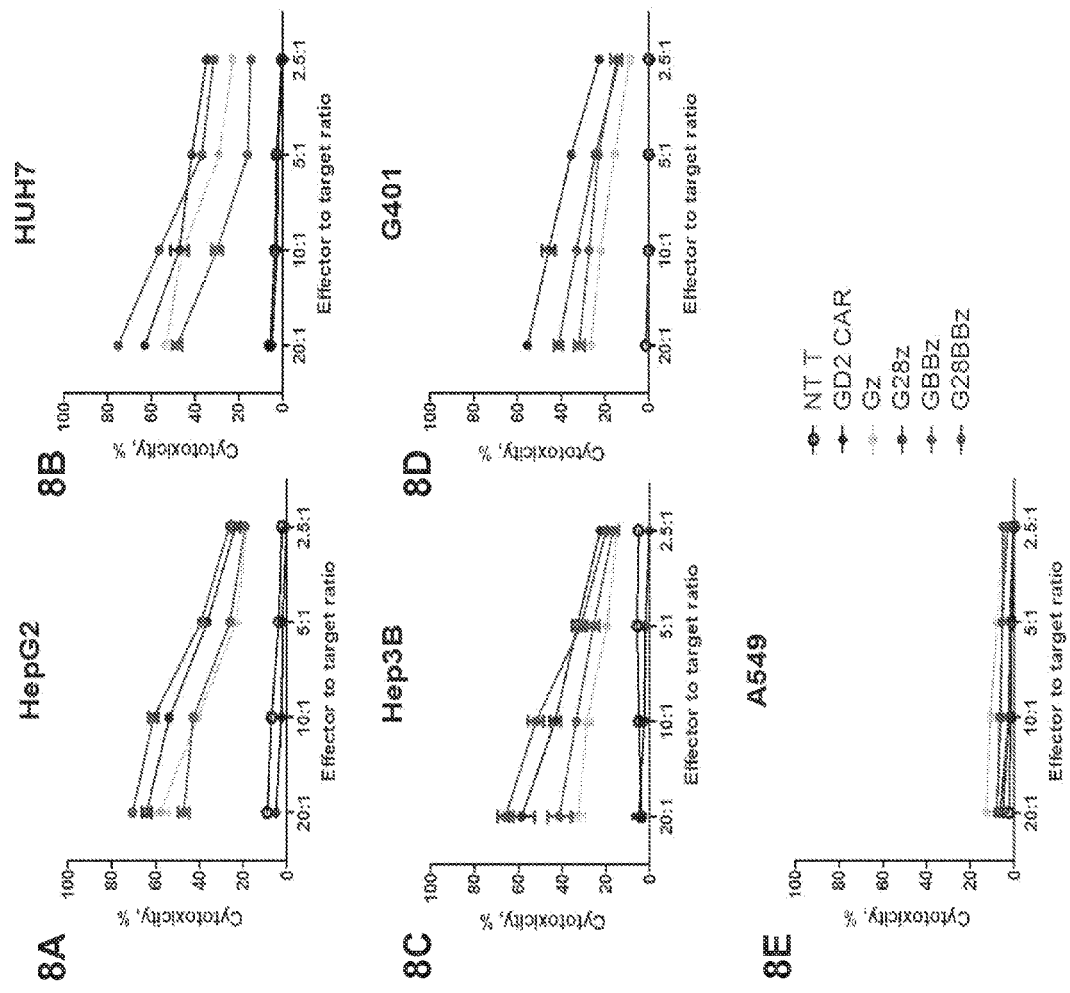 8A
HepG2
Cytotoxicity, %
100
80
60
40
20
0
20:1
10:1
5:1
2.5:1
Effector to target ratio
8B
HUH7
Cytotoxicity, %
100
80
60
40
20
0
20:1
10:1
5:1
2.5:1
Effector to target ratio
8C
Hep3B
Cytotoxicity, %
100
80
60
40
20
0
20:1
10:1
5:1
2.5:1
Effector to target ratio
8D
G401
Cytotoxicity, %
100
80
60
40
20
0
20:1
10:1
5:1
2.5:1
Effector to target ratio
8E
A549
Cytotoxicity, %
100
80
60
40
20
0
20:1
10:1
5:1
2.5:1
Effector to target ratio
NT T
GD2 CAR
Gz
G28z
GBBz
G28BBz